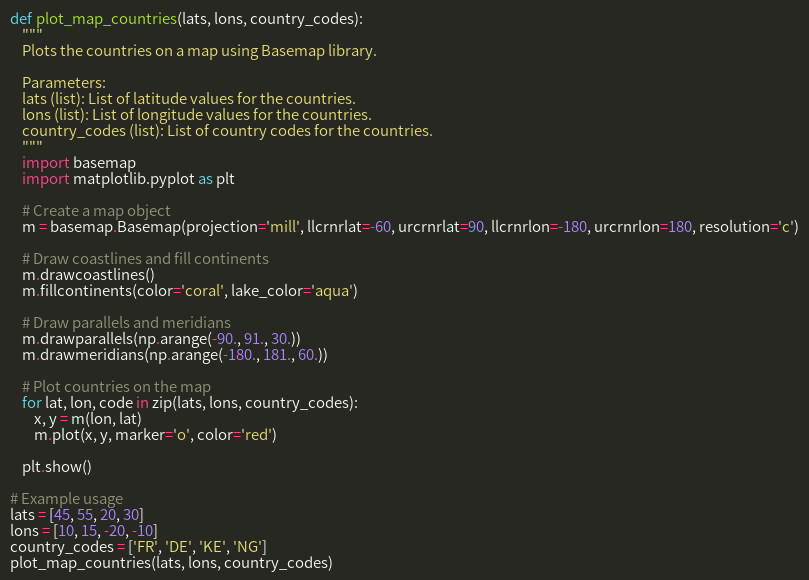 def plot_map_countries(lats, lons, country_codes):
"""
Plots the countries on a map using Basemap library.
Parameters:
lats (list): List of latitude values for the countries.
lons (list): List of longitude values for the countries.
country_codes (list): List of country codes for the countries.
"""
import basemap
import matplotlib.pyplot as plt
# Create a map object
m = basemap.Basemap(projection='mill', llcrnrlat=-60, urcrnrlat=90, llcrnrlon=-180, urcrnrlon=180, resolution='c')
# Draw coastlines and fill continents
m.drawcoastlines()
m.fillcontinents(color='coral', lake_color='aqua')
# Draw parallels and meridians
m.drawparallels(np.arange(-90., 91., 30.))
m.drawmeridians(np.arange(-180., 181., 60.))
# Plot countries on the map
for lat, lon, code in zip(lats, lons, country_codes):
x, y = m(lon, lat)
m.plot(x, y, marker='o', color='red')
plt.show()
# Example usage
lats = [45, 55, 20, 30]
lons = [10, 15, -20, -10]
country_codes = ['FR', 'DE', 'KE', 'NG']
plot_map_countries(lats, lons, country_codes)